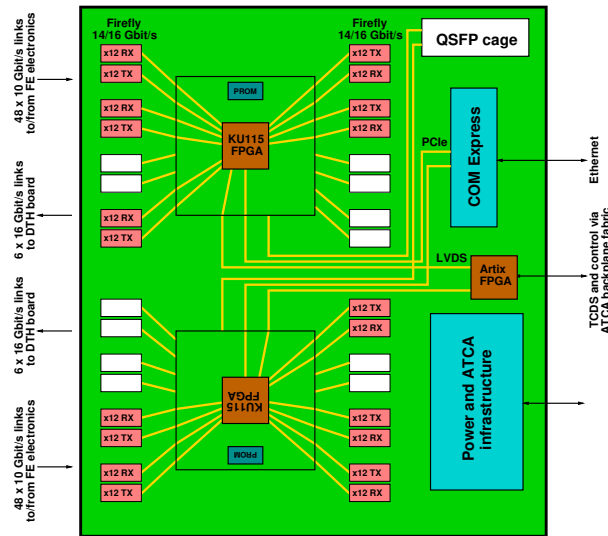 Firefly
14/16 Gbit/s
Firefly
14/16 Gbit/s
QSFP cage
48 x 10 Gbit/s links
to/from FE electronics
x12 RX
x12 TX
x12 RX
x12 TX
x12 RX
x12 TX
PROM
KU115
FPGA
x12 RX
x12 TX
x12 RX
x12 TX
PCIe
COM Express
Ethernet
6 x 16 Gbit/s links
to DTH board
LVDS
Artix
FPGA
TCDS and control via
ATCA backplane fabric
6 x 16 Gbit/s links
to DTH board
x12 RX
x12 TX
x12 RX
x12 TX
KU115
FPGA
PROM
x12 TX
x12 RX
x12 RX
x12 TX
x12 RX
x12 TX
Power and ATCA
infrastructure
48 x 10 Gbit/s links
to/from FE electronics